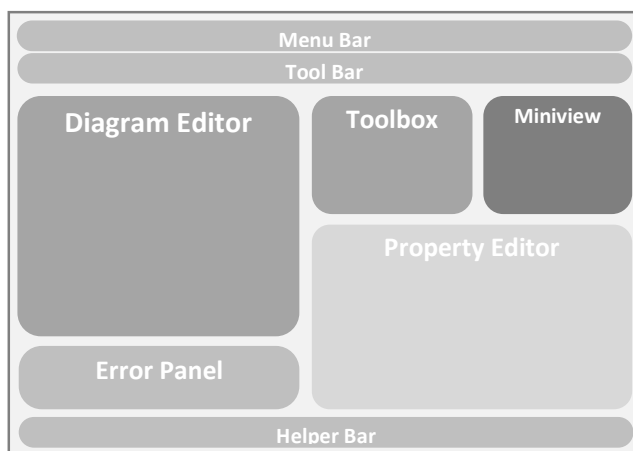 Menu Bar
Tool Bar
Diagram Editor
Toolbox
Miniview
Property Editor
Error Panel
Helper Bar